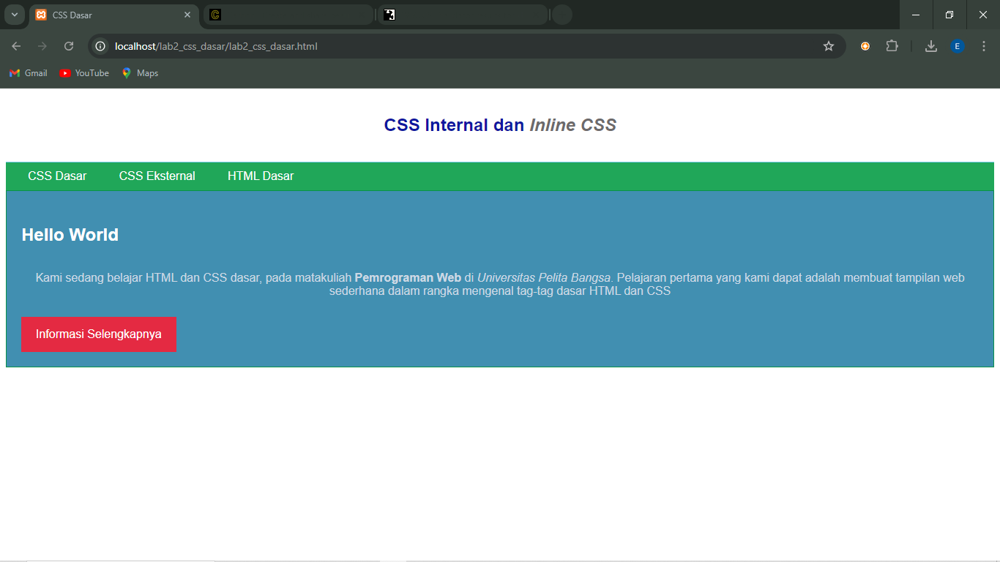 CSS Dasar
localhost/lab2_css_dasar/lab2_css_dasar.html
E
Gmail YouTube Maps
CSS Internal dan Inline CSS
CSS Dasar CSS Eksternal HTML Dasar
Hello World
Kami sedang belajar HTML dan CSS dasar, pada matakuliah Pemrograman Web di Universitas Pelita Bangsa. Pelajaran pertama yang kami dapat adalah membuat tampilan web
sederhana dalam rangka mengenal tag-tag dasar HTML dan CSS
Informasi Selengkapnya